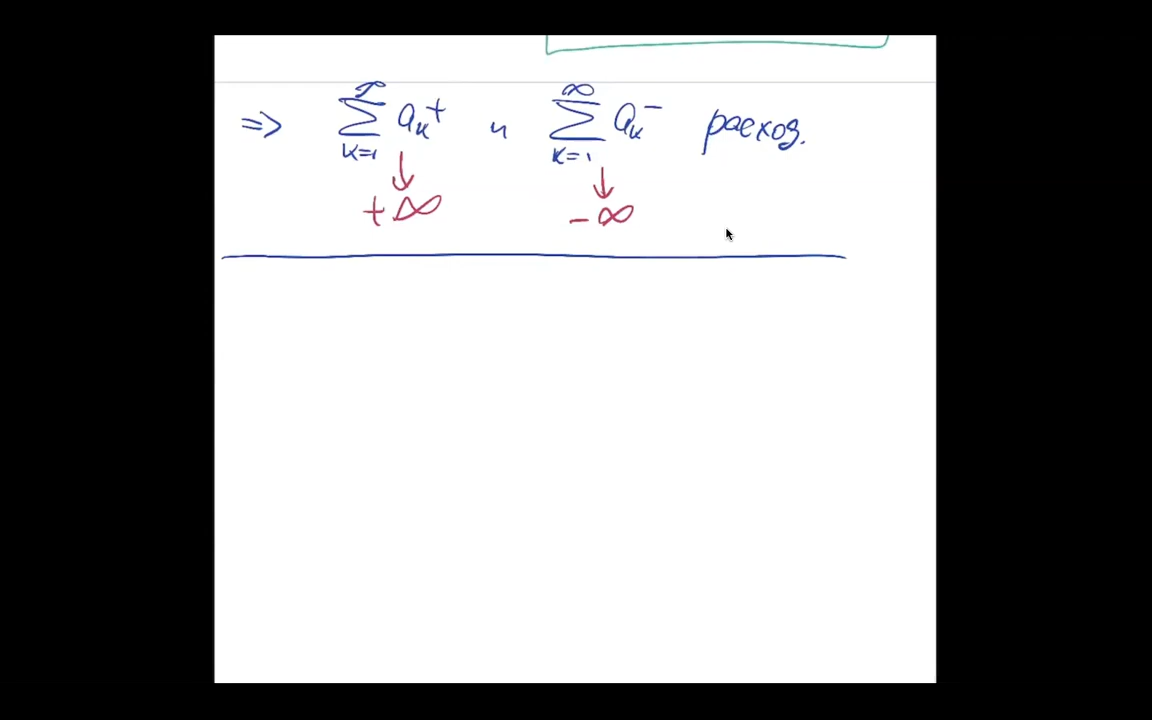 ⇒ ∑_{k=1}^{∞} a_k^+ и ∑_{k=1}^{∞} a_k^- расход.
↓ ↓
+∞ -∞